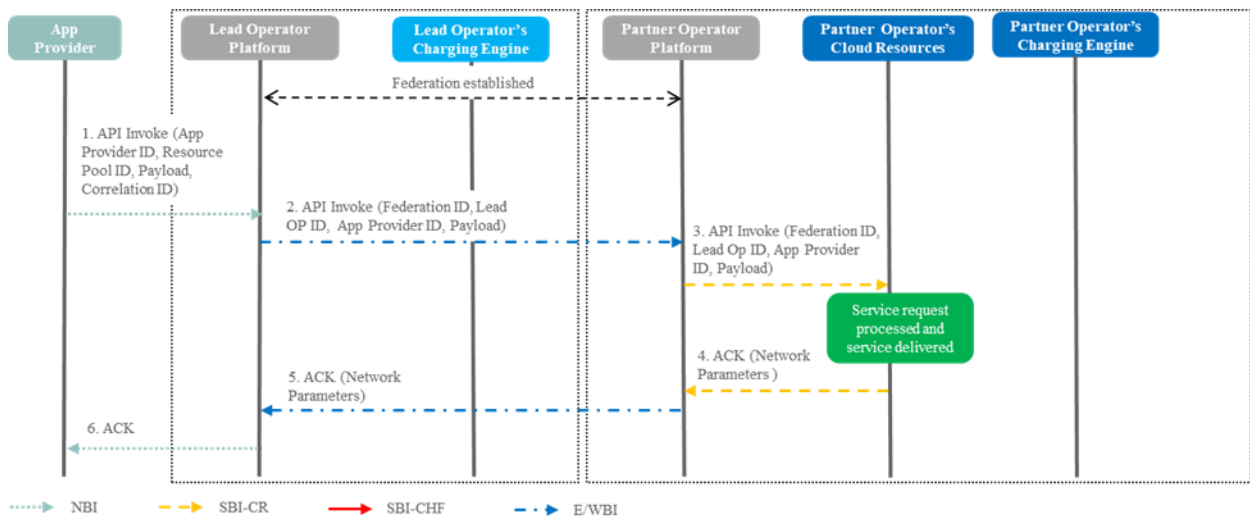 App
Provider
Lead Operator
Platform
Lead Operator's
Charging Engine
Partner Operator
Platform
Partner Operator's
Cloud Resources
Partner Operator's
Charging Engine
Federation established
1. API Invoke (App
Provider ID, Resource
Pool ID, Payload,
Correlation ID)
2. API Invoke (Federation ID, Lead
OP ID, App Provider ID, Payload)
3. API Invoke (Federation ID,
Lead Op ID, App Provider
ID, Payload)
Service request
processed and
service delivered
4. ACK (Network
Parameters )
5. ACK (Network
Parameters)
6. ACK
NBI
SBI-CR
SBI-CHF
E/WBI